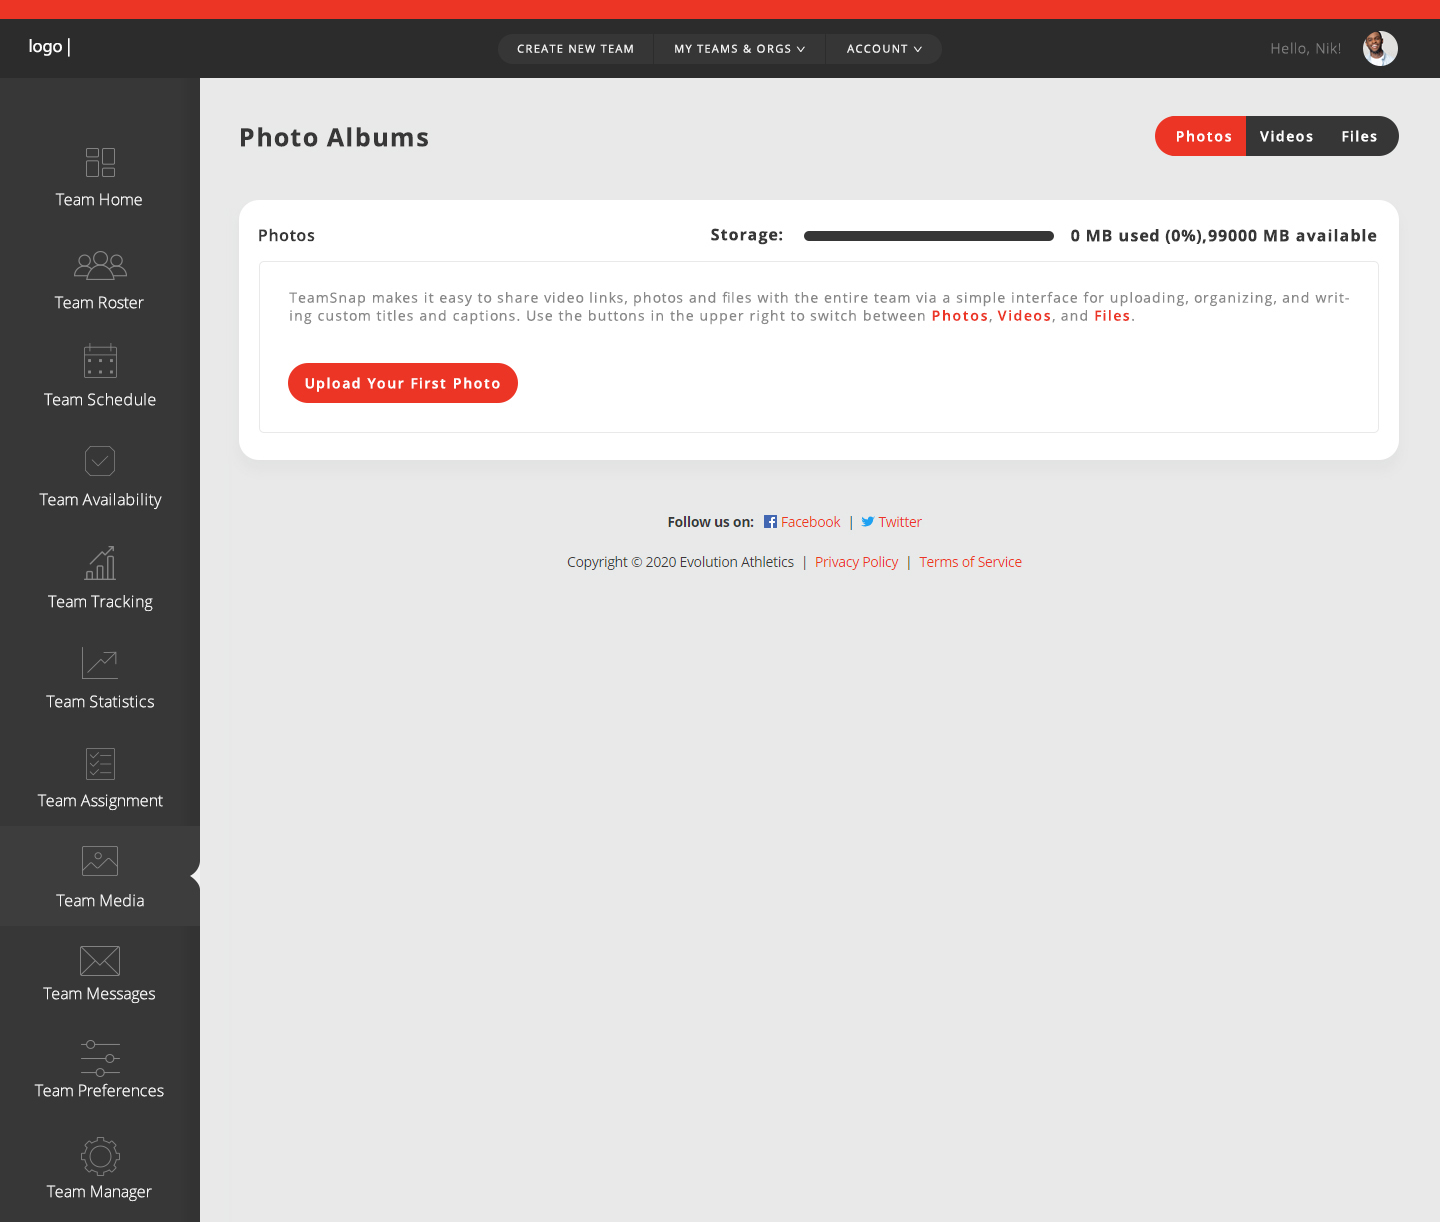 logo |
CREATE NEW TEAM
MY TEAMS & ORGS
ACCOUNT
Hello, Nik!
Team Home
Team Roster
Team Schedule
Team Availability
Team Tracking
Team Statistics
Team Assignment
Team Media
Team Messages
Team Preferences
Team Manager
Photo Albums
Photos
Videos
Files
Photos
Storage:
0 MB used (0%),99000 MB available
TeamSnap makes it easy to share video links, photos and files with the entire team via a simple interface for uploading, organizing, and writ-
ing custom titles and captions. Use the buttons in the upper right to switch between Photos, Videos, and Files.
Upload Your First Photo
Follow us on: Facebook | Twitter
Copyright © 2020 Evolution Athletics | Privacy Policy | Terms of Service